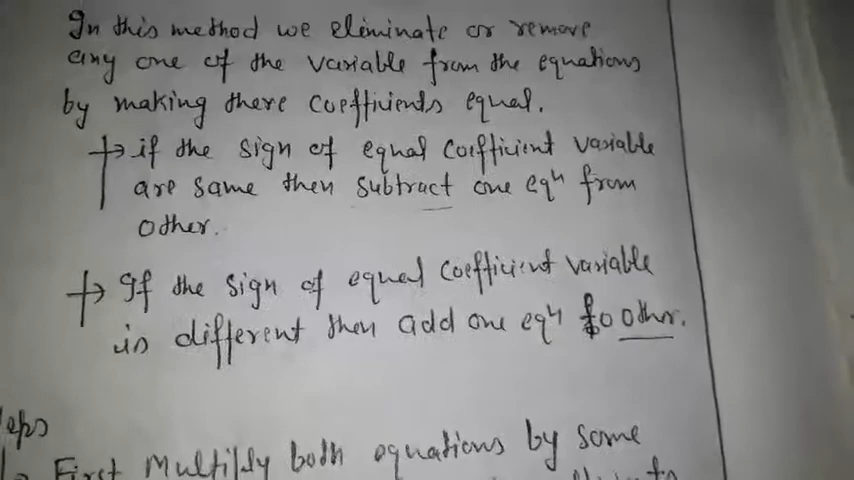 In this method we eliminate or remove
any one of the variable from the equations
by making there coefficients equal.
→ if the sign of equal coefficient variable
are same then subtract one eqn from
other.
→ If the sign of equal coefficient variable
is different then add one eqn to other.
eps
First Multiply both equations by some